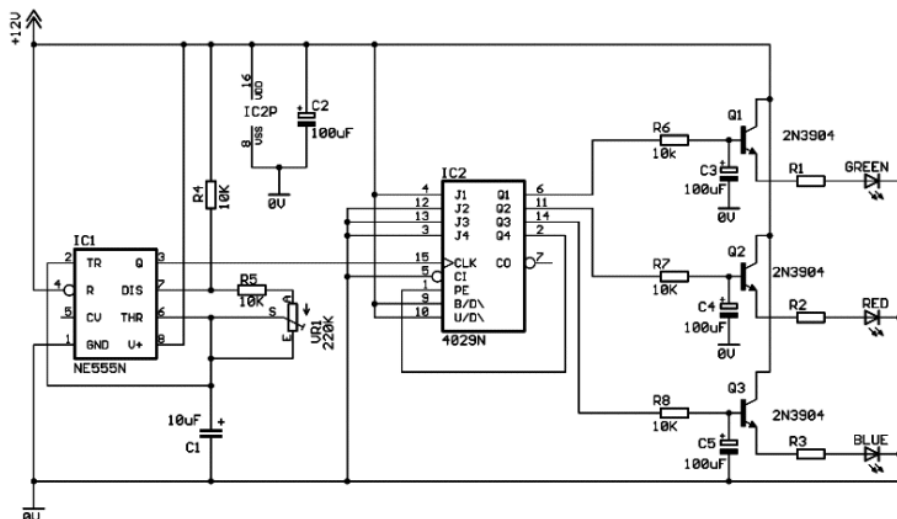 +12V
16
VDD
IC2P
VSS
8
0V
C2
+
100uF
R4
10K
IC1
2 TR Q 3
4 R DIS 7
5 CV THR 6
1 GND V+ 8
NE555N
R5
10K
A
S
E
VR1
220K
10uF
+
C1
0V
IC2
4 J1 Q1 6
12 J2 Q2 11
13 J3 Q3 14
3 J4 Q4 2
15 CLK CO 7
5 CI
1 PE
9 B/D\
10 U/D\
4029N
R6
10k
C3
+
100uF
0V
Q1
2N3904
R1
GREEN
R7
10K
C4
+
100uF
0V
Q2
2N3904
R2
RED
R8
10K
C5
+
100uF
Q3
2N3904
R3
BLUE